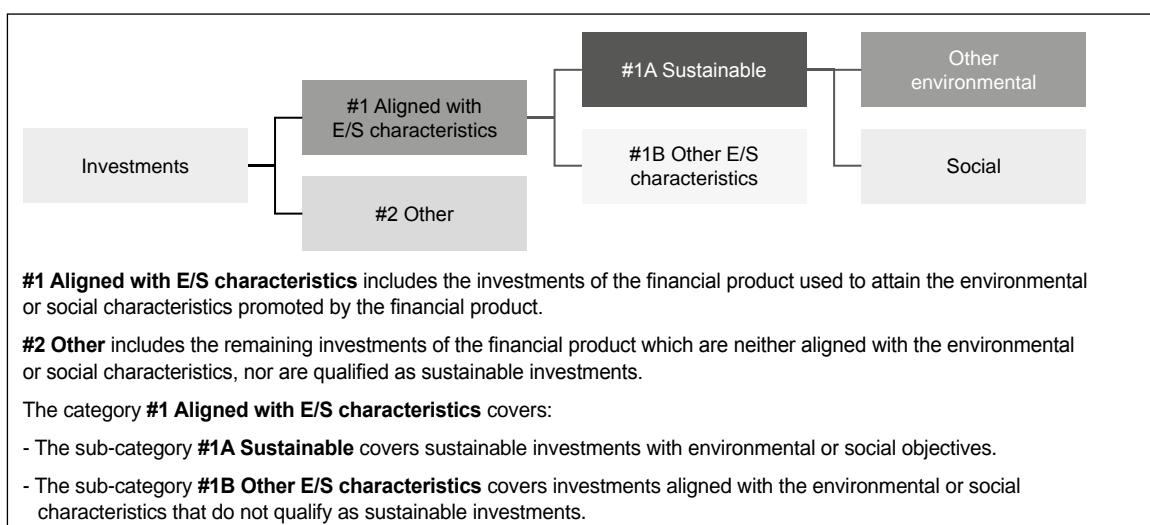 #1A Sustainable
Other
environmental
#1 Aligned with
E/S characteristics
Investments
#1B Other E/S
characteristics
Social
#2 Other
#1 Aligned with E/S characteristics includes the investments of the financial product used to attain the environmental
or social characteristics promoted by the financial product.
#2 Other includes the remaining investments of the financial product which are neither aligned with the environmental
or social characteristics, nor are qualified as sustainable investments.
The category #1 Aligned with E/S characteristics covers:
- The sub-category #1A Sustainable covers sustainable investments with environmental or social objectives.
- The sub-category #1B Other E/S characteristics covers investments aligned with the environmental or social
characteristics that do not qualify as sustainable investments.